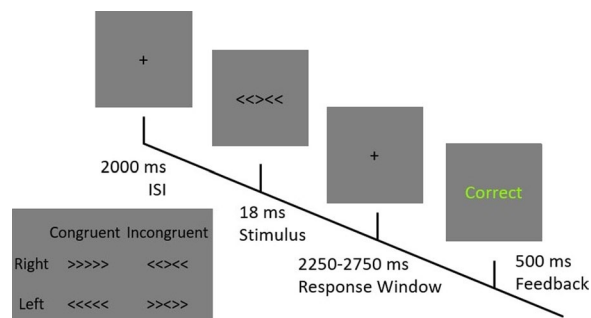 +
<<><<
+
Correct
2000 ms
ISI
18 ms
Stimulus
2250-2750 ms
Response Window
500 ms
Feedback
Congruent Incongruent
Right >>>>> <<><<
Left <<<<< >><>>